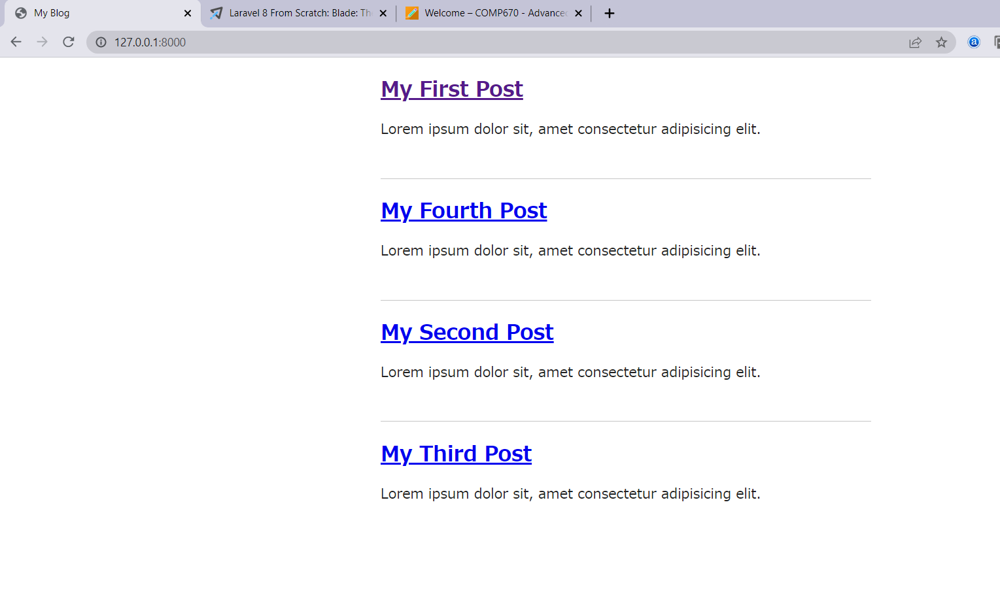 My Blog
Laravel 8 From Scratch: Blade: Th
Welcome – COMP670 - Advanced
127.0.0.1:8000
a
My First Post
Lorem ipsum dolor sit, amet consectetur adipisicing elit.
My Fourth Post
Lorem ipsum dolor sit, amet consectetur adipisicing elit.
My Second Post
Lorem ipsum dolor sit, amet consectetur adipisicing elit.
My Third Post
Lorem ipsum dolor sit, amet consectetur adipisicing elit.